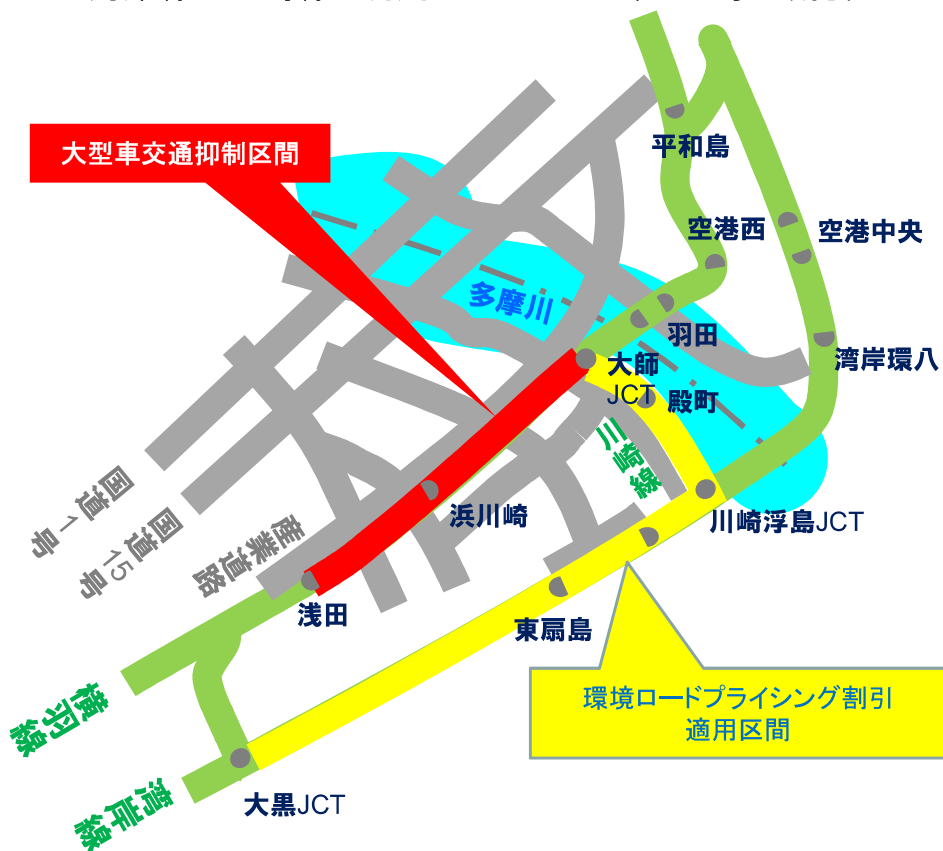 大型車交通抑制区間
平和島
空港西
空港中央
多摩川
羽田
湾岸環八
大師
JCT
殿町
川崎線
国道1号
国道15号
産業道路
浜川崎
川崎浮島JCT
浅田
東扇島
環境ロードプライシング割引
適用区間
横羽線
大黒JCT
湾岸線